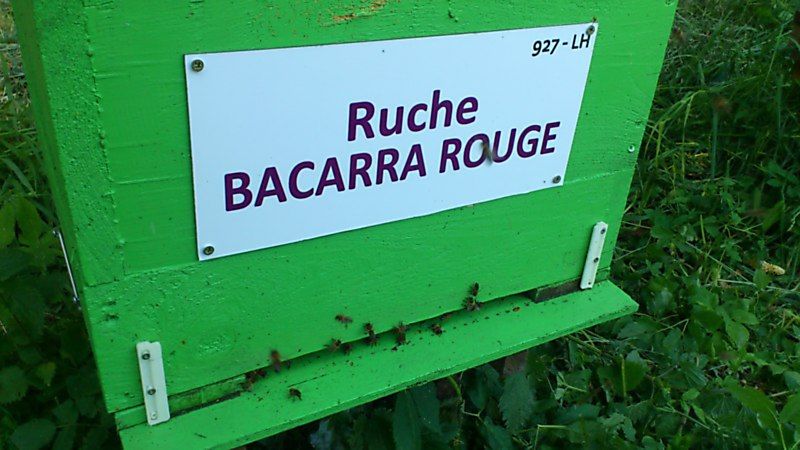 927 - LH
Ruche
BACARRA ROUGE